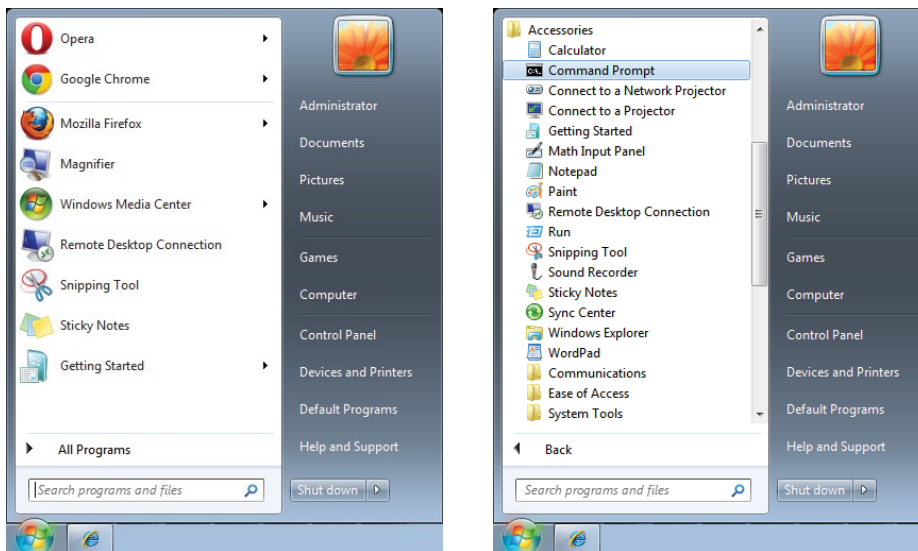 Opera
Google Chrome
Mozilla Firefox
Magnifier
Windows Media Center
Remote Desktop Connection
Snipping Tool
Sticky Notes
Getting Started
All Programs
Search programs and files
Administrator
Documents
Pictures
Music
Games
Computer
Control Panel
Devices and Printers
Default Programs
Help and Support
Shut down
Accessories
Calculator
Command Prompt
Connect to a Network Projector
Connect to a Projector
Getting Started
Math Input Panel
Notepad
Paint
Remote Desktop Connection
Run
Snipping Tool
Sound Recorder
Sticky Notes
Sync Center
Windows Explorer
WordPad
Communications
Ease of Access
System Tools
Back
Search programs and files
Administrator
Documents
Pictures
Music
Games
Computer
Control Panel
Devices and Printers
Default Programs
Help and Support
Shut down